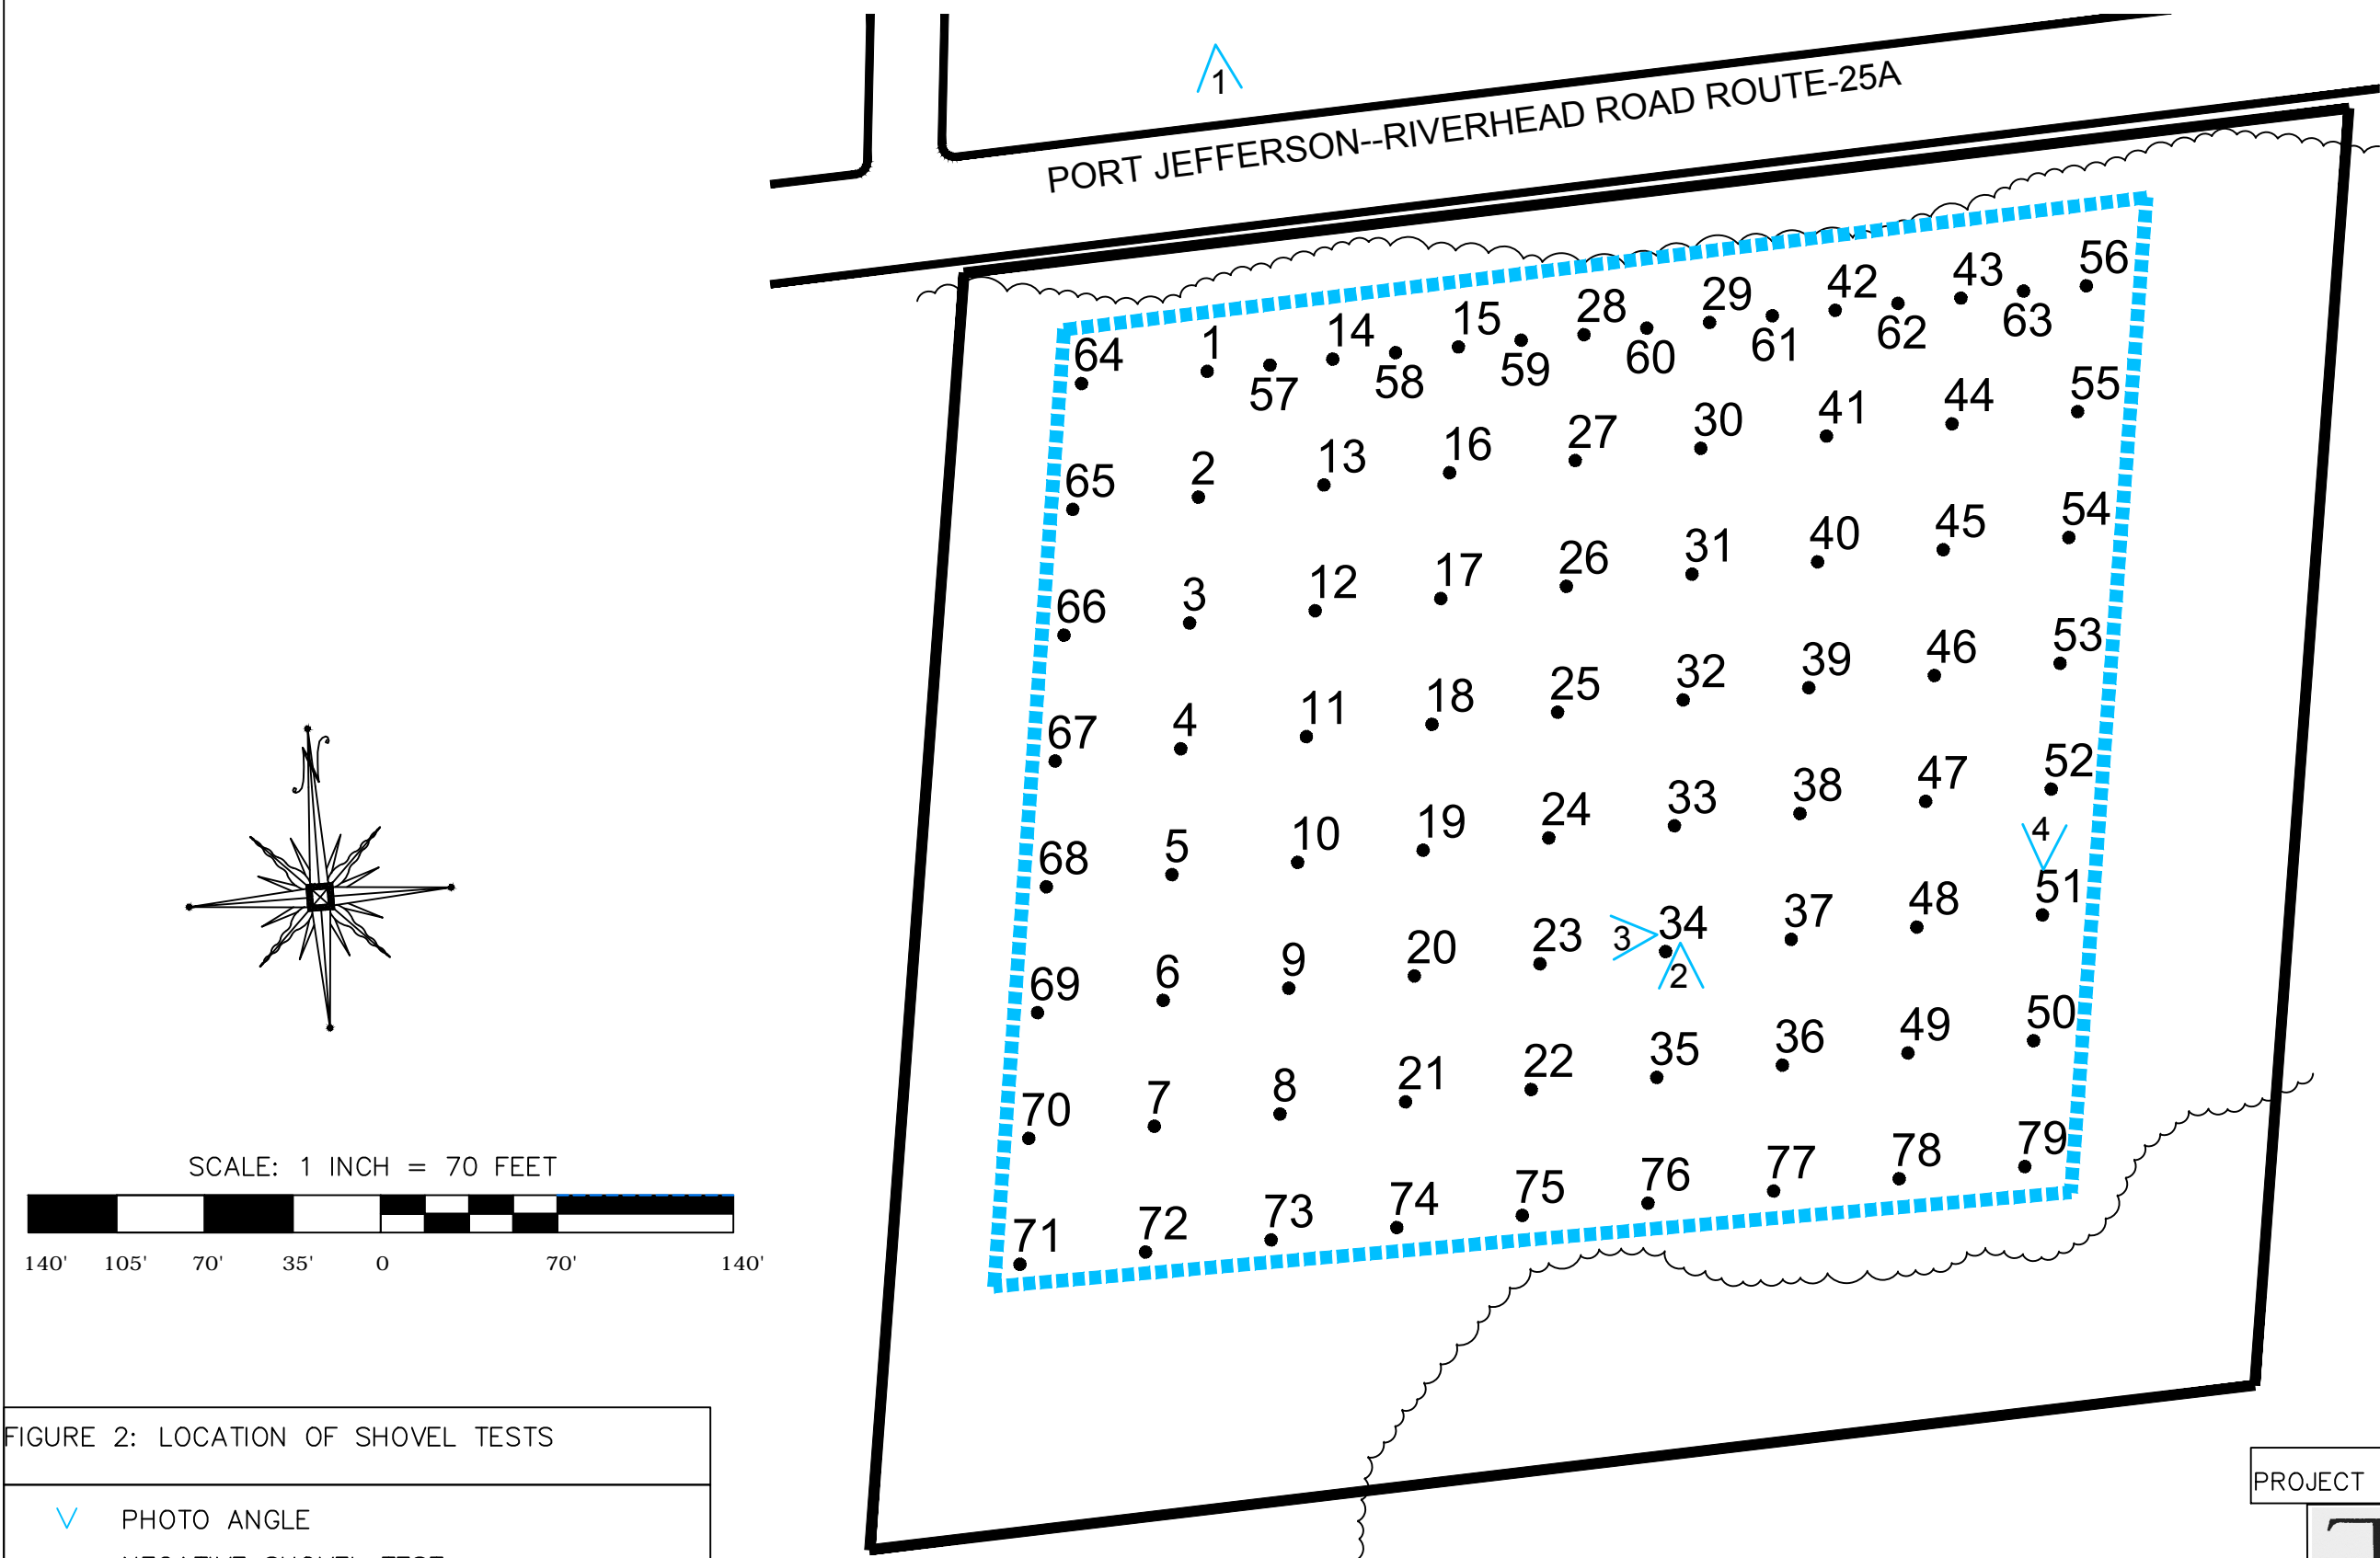 1
PORT JEFFERSON--RIVERHEAD ROAD ROUTE-25A
64 1 14 15 28 29 42 43 56
57 58 59 60 61 62 63
65 2 13 16 27 30 41 44 55
66 3 12 17 26 31 40 45 54
67 4 11 18 25 32 39 46 53
68 5 10 19 24 33 38 47 52
4
69 6 9 20 23 34 37 48 51
3
2
70 7 8 21 22 35 36 49 50
71 72 73 74 75 76 77 78 79
N
SCALE: 1 INCH = 70 FEET
140' 105' 70' 35' 0 70' 140'
FIGURE 2: LOCATION OF SHOVEL TESTS
PHOTO ANGLE
PROJECT